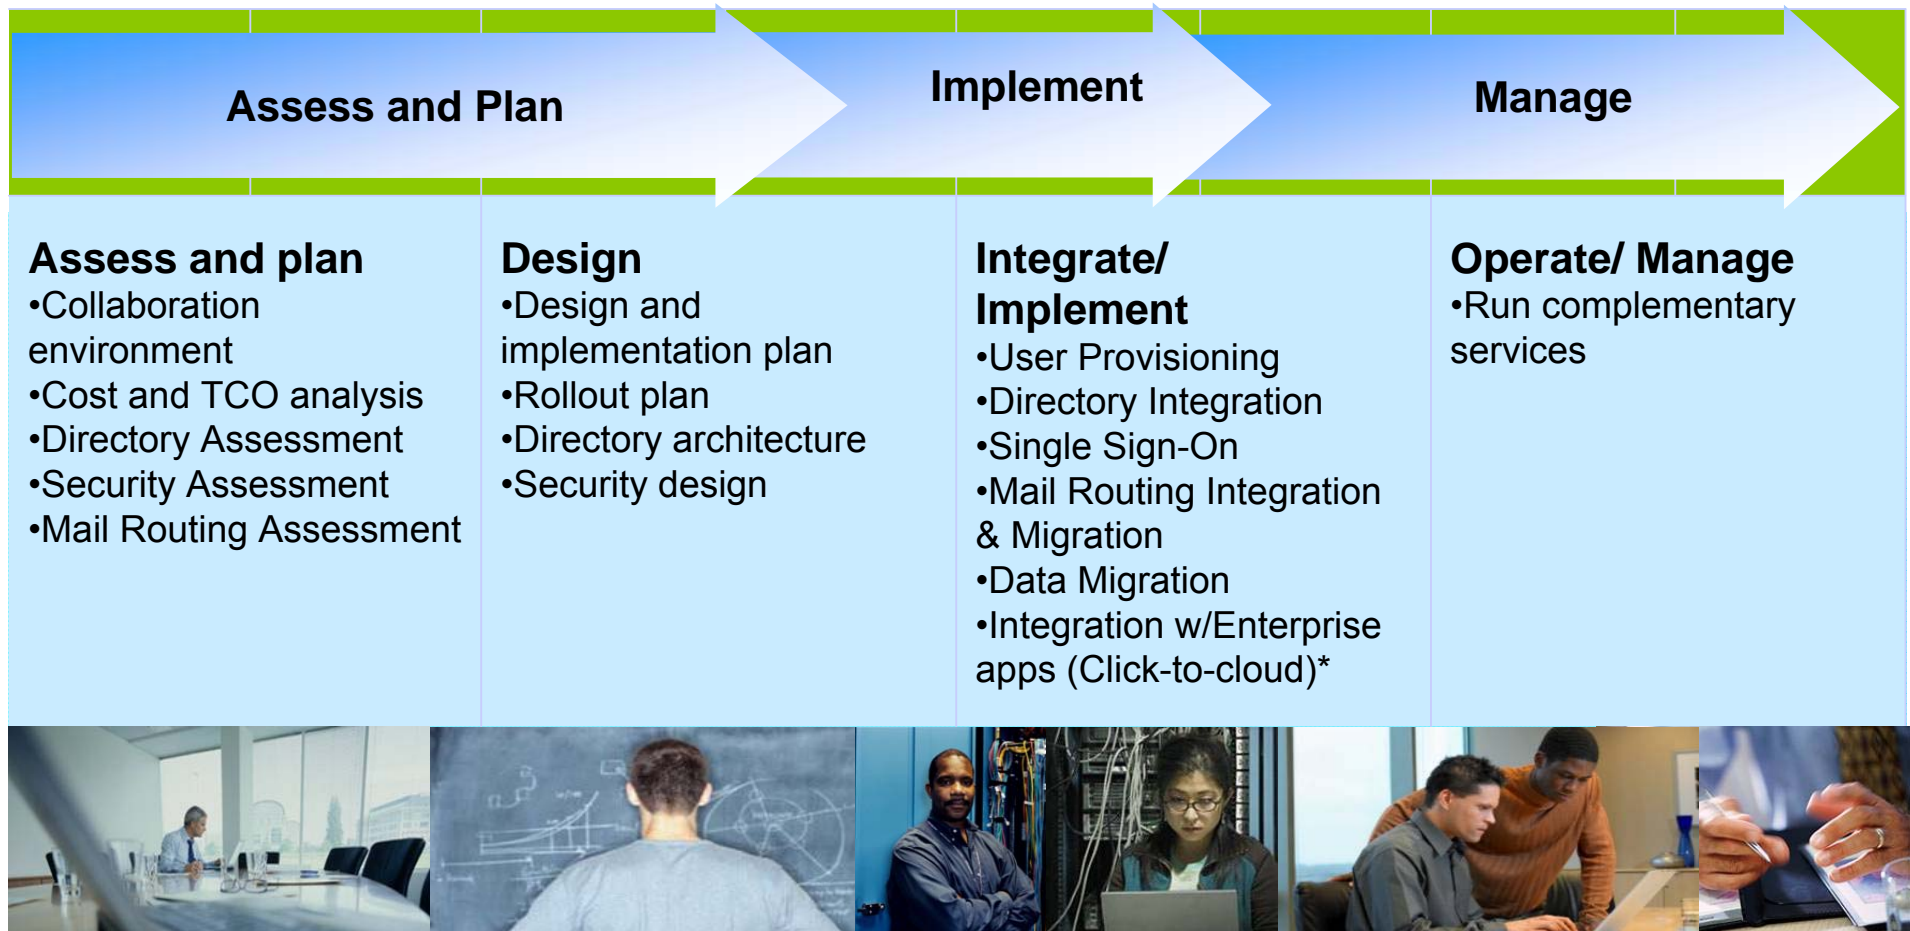 Assess and Plan
Implement
Manage
Assess and plan
•Collaboration
environment
•Cost and TCO analysis
•Directory Assessment
•Security Assessment
•Mail Routing Assessment
Design
•Design and
implementation plan
•Rollout plan
•Directory architecture
•Security design
Integrate/
Implement
•User Provisioning
•Directory Integration
•Single Sign-On
•Mail Routing Integration
& Migration
•Data Migration
•Integration w/Enterprise
apps (Click-to-cloud)*
Operate/ Manage
•Run complementary
services